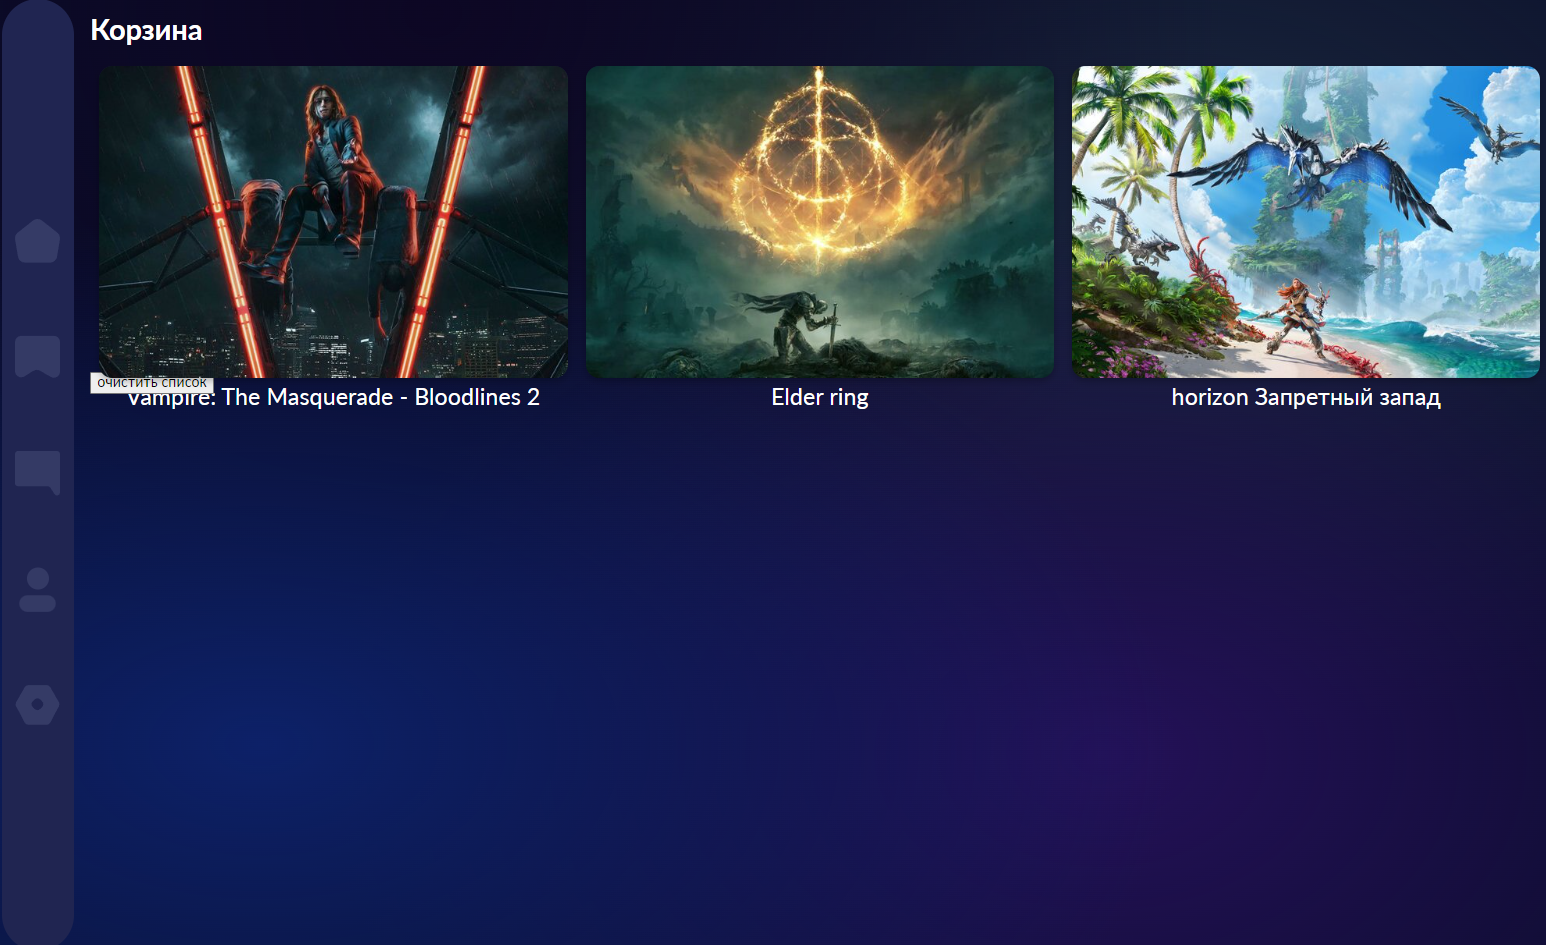 Корзина
очистить список
Vampire: The Masquerade - Bloodlines 2
Elder ring
horizon Запретный запад